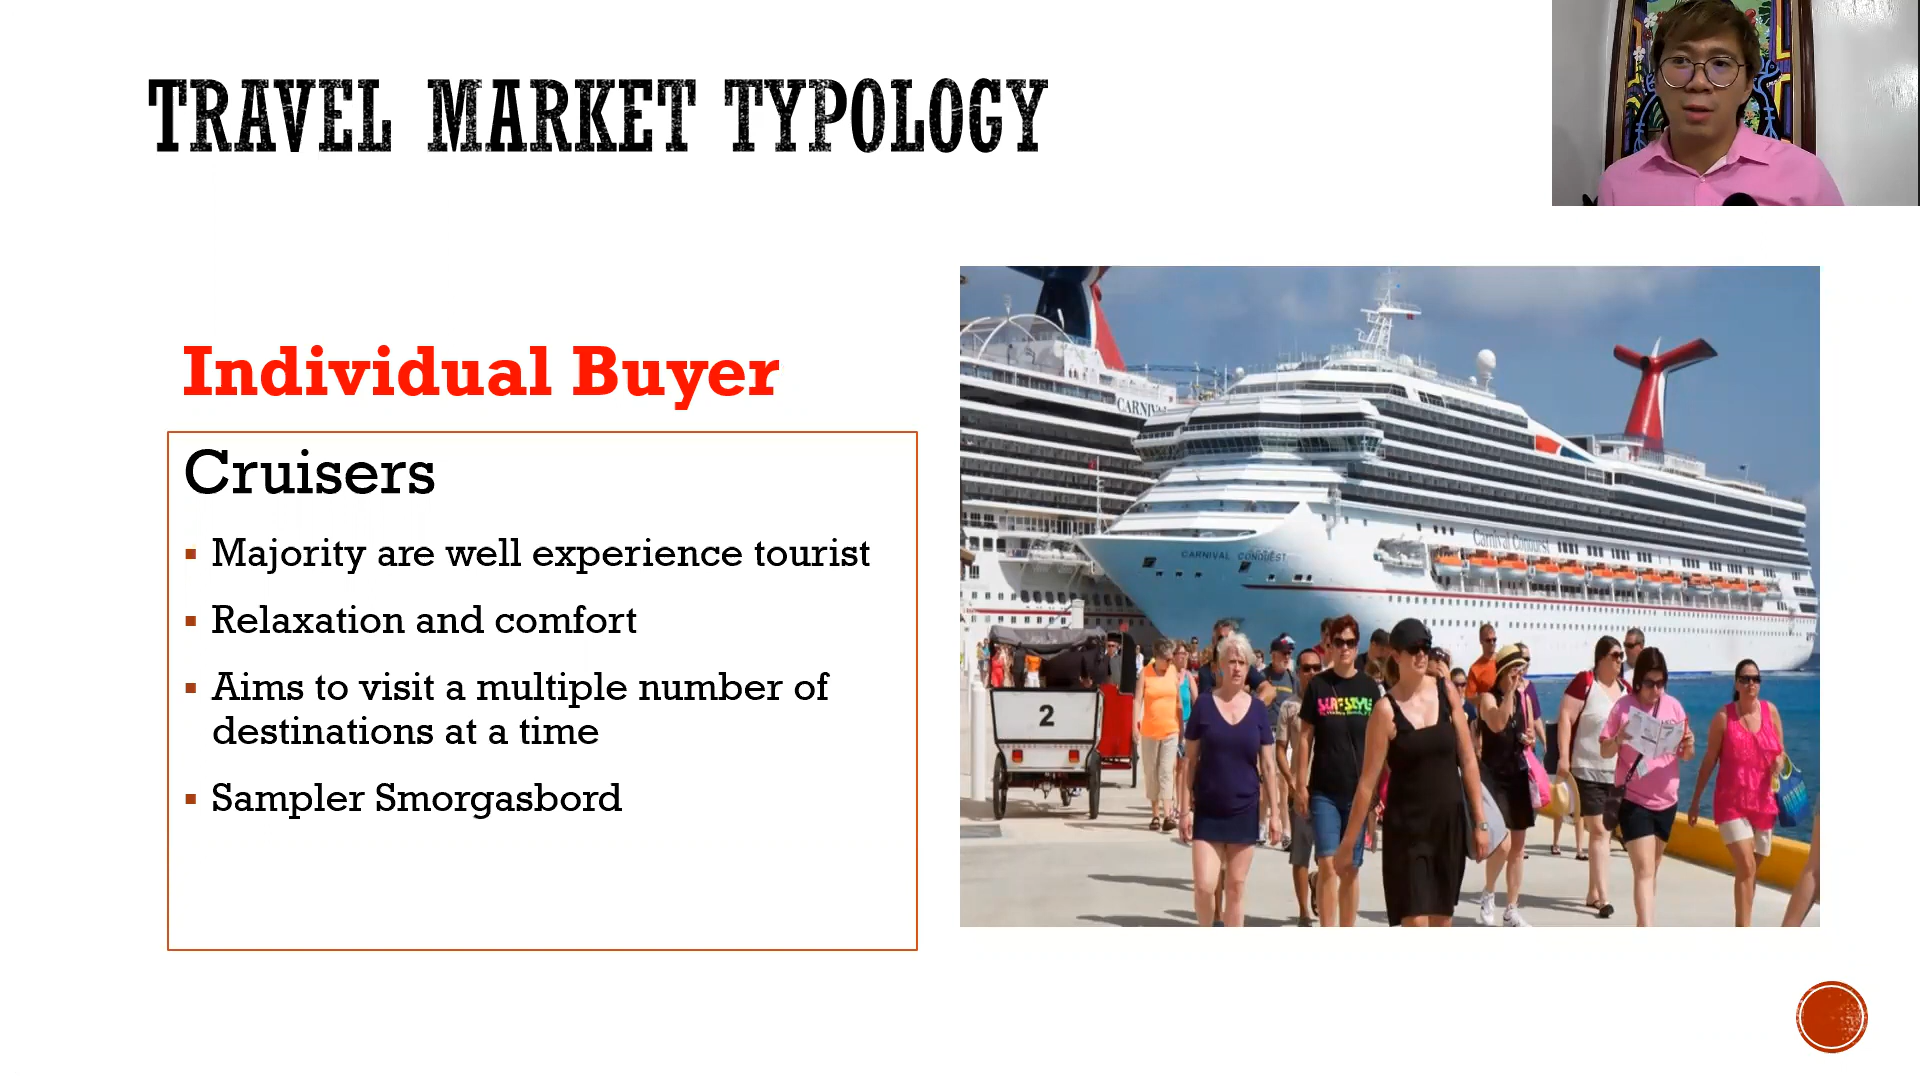 TRAVEL MARKET TYPOLOGY
Individual Buyer
Cruisers
Majority are well experience tourist
Relaxation and comfort
Aims to visit a multiple number of
destinations at a time
Sampler Smorgasbord
CARNIVAL CONQUEST
Carnival Conquest
2